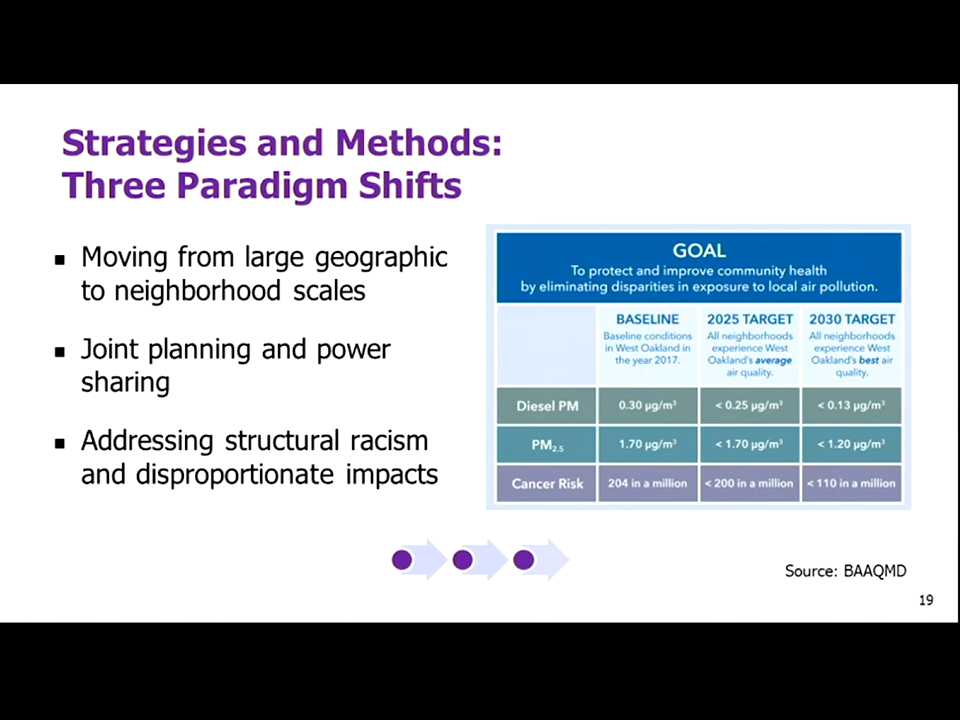 Strategies and Methods:
Three Paradigm Shifts
■ Moving from large geographic
to neighborhood scales
■ Joint planning and power
sharing
■ Addressing structural racism
and disproportionate impacts
GOAL
To protect and improve community health
by eliminating disparities in exposure to local air pollution.
BASELINE
Baseline conditions
in West Oakland in
the year 2017.
2025 TARGET
All neighborhoods
experience West
Oakland's average
air quality.
2030 TARGET
All neighborhoods
experience West
Oakland's best air
quality.
Diesel PM 0.30 µg/m³ < 0.25 µg/m³ < 0.13 µg/m³
PM₂.₅ 1.70 µg/m³ < 1.70 µg/m³ < 1.20 µg/m³
Cancer Risk 204 in a million < 200 in a million < 110 in a million
Source: BAAQMD
19